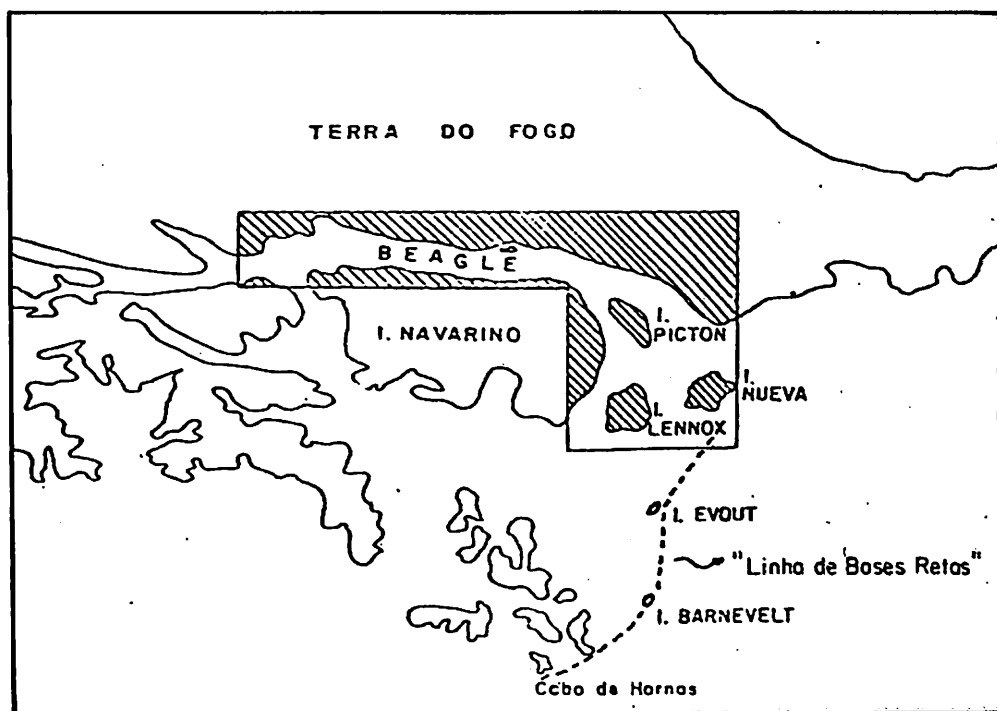 TERRA DO FOGO
BEAGLE
I. PICTON
I. NAVARINO
I. NUEVA
I. LENNOX
I. EVOUT
"Linha de Bases Retas"
I. BARNEVELT
Cabo de Hornos